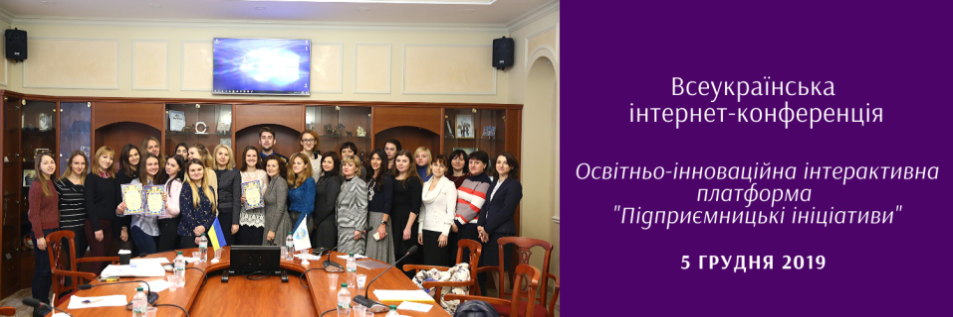 Всеукраїнська
інтернет-конференція
Освітньо-інноваційна інтерактивна
платформа
"Підприємницькі ініціативи"
5 ГРУДНЯ 2019